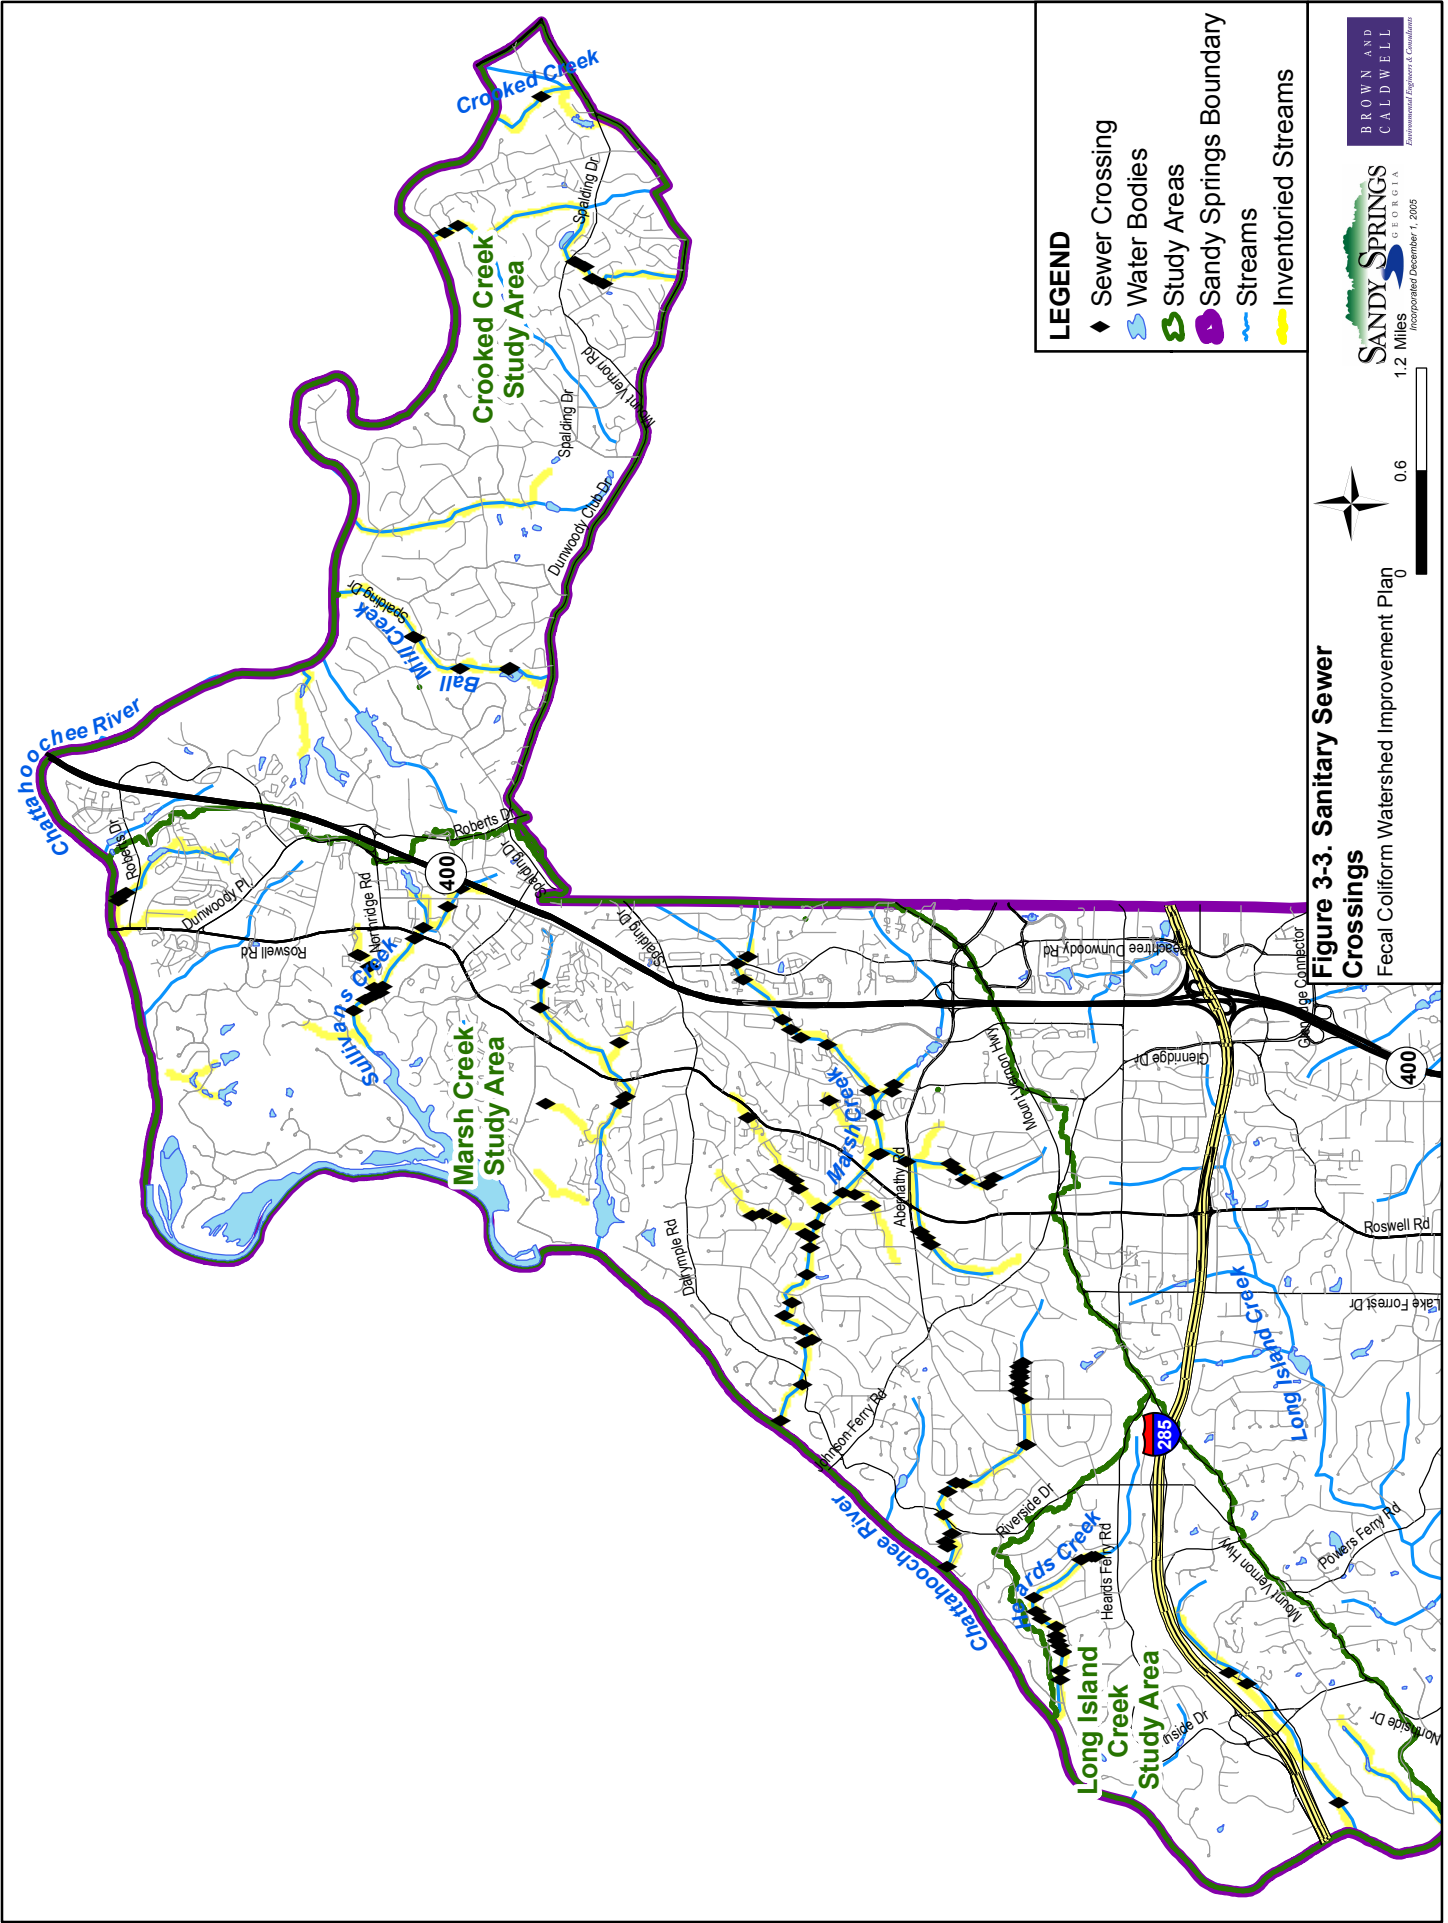 Crooked Creek
Spalding Dr
Crooked Creek
Study Area
Mount Vernon Rd
Spalding Dr
Dunwoody Club Dr
Spalding Dr
Ball
Mill Creek
Chattahoochee River
Roberts Dr
Roberts Dr
Spalding Dr
Dunwoody Pl
Northridge Rd
Roswell Rd
400
Sullivans Creek
Marsh Creek
Study Area
Spalding Dr
Peachtree Dunwoody Rd
Glenridge Connector
Glenridge Dr
Mount Vernon Hwy
400
Marsh Creek
Abernathy Rd
Dalrymple Rd
Roswell Rd
Lake Forrest Dr
Long Island Creek
Johnson Ferry Rd
Chattahoochee River
285
Riverside Dr
Heards Creek
Heards Ferry Rd
Mount Vernon Hwy
Powers Ferry Rd
Long Island
Creek
Study Area
Northside Dr
LEGEND
Sewer Crossing
Water Bodies
Study Areas
Sandy Springs Boundary
Streams
Inventoried Streams
Figure 3-3. Sanitary Sewer
Crossings
Fecal Coliform Watershed Improvement Plan
0 0.6 1.2 Miles
SANDY SPRINGS
GEORGIA
Incorporated December 1, 2005
BROWN AND
CALDWELL
Environmental Engineers & Consultants